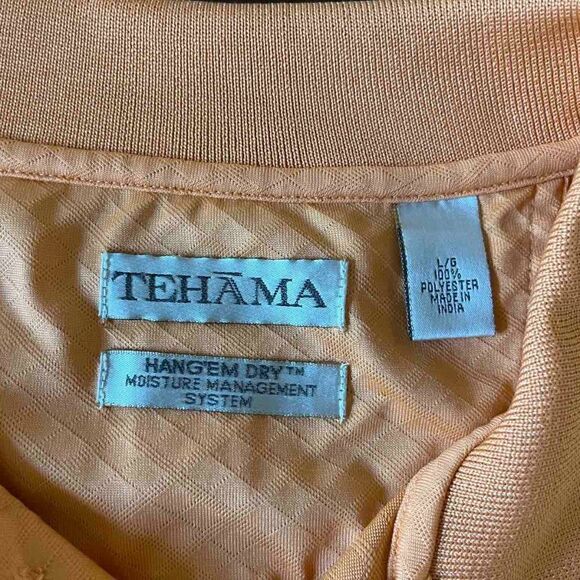 TEHĀMA
HANG'EM DRY™
MOISTURE MANAGEMENT
SYSTEM
L/G
100%
POLYESTER
MADE IN
INDIA